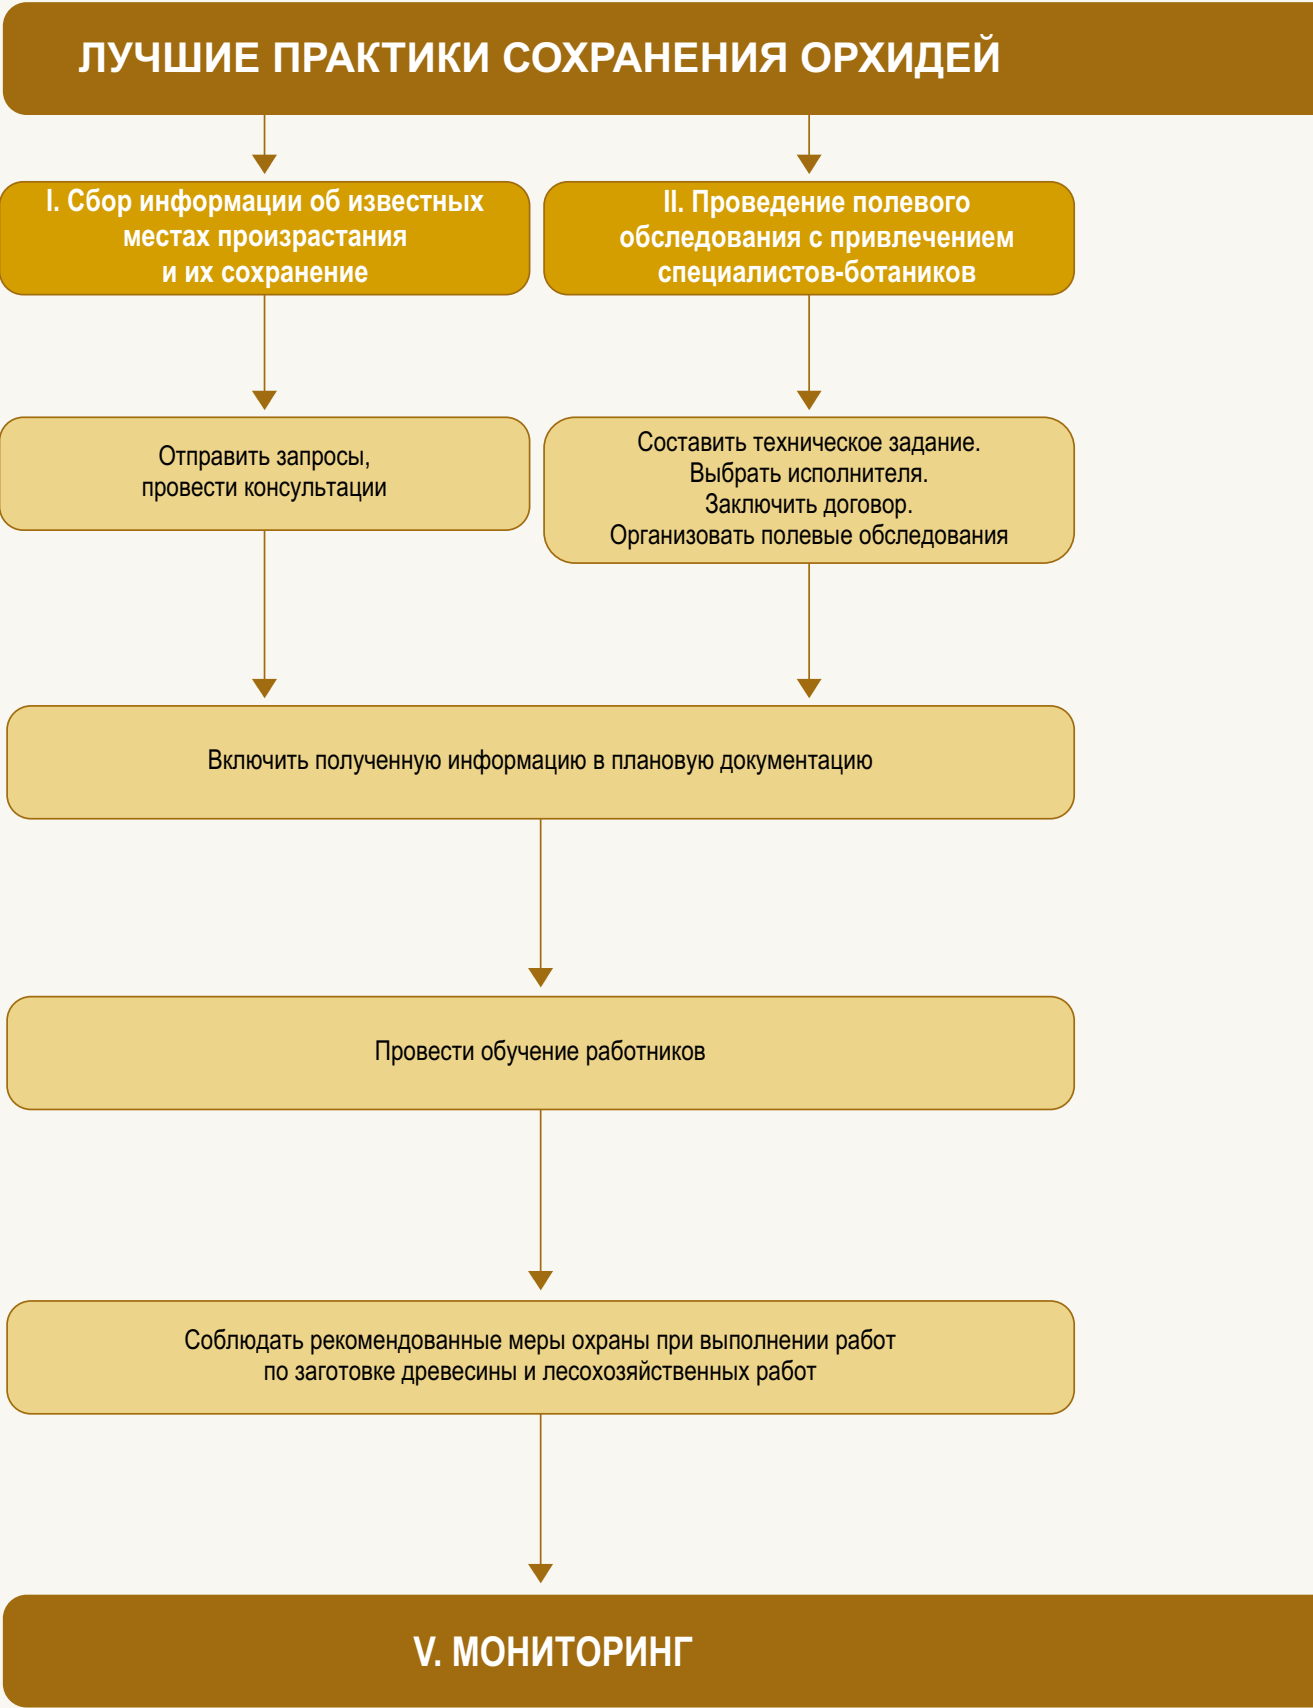 ЛУЧШИЕ ПРАКТИКИ СОХРАНЕНИЯ ОРХИДЕЙ
I. Сбор информации об известных
местах произрастания
и их сохранение
II. Проведение полевого
обследования с привлечением
специалистов-ботаников
Отправить запросы,
провести консультации
Составить техническое задание.
Выбрать исполнителя.
Заключить договор.
Организовать полевые обследования
Включить полученную информацию в плановую документацию
Провести обучение работников
Соблюдать рекомендованные меры охраны при выполнении работ
по заготовке древесины и лесохозяйственных работ
V. МОНИТОРИНГ